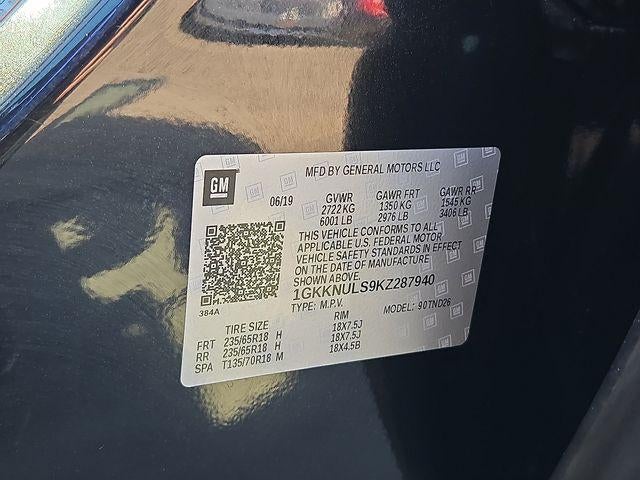 MFD BY GENERAL MOTORS LLC
GM
06/19 GVWR GAWR FRT GAWR RR
2722 KG 1350 KG 1545 KG
6001 LB 2976 LB 3406 LB
THIS VEHICLE CONFORMS TO ALL
APPLICABLE U.S. FEDERAL MOTOR
VEHICLE SAFETY STANDARDS IN EFFECT
ON THE DATE OF MANUFACTURE
SHOWN ABOVE.
1GKKNULS9KZ287940
TYPE: M.P.V. MODEL: 90TND26
384A
TIRE SIZE RIM
FRT 235/65R18 H 18X7.5J
RR 235/65R18 H 18X7.5J
SPA T135/70R18 M 18X4.5B